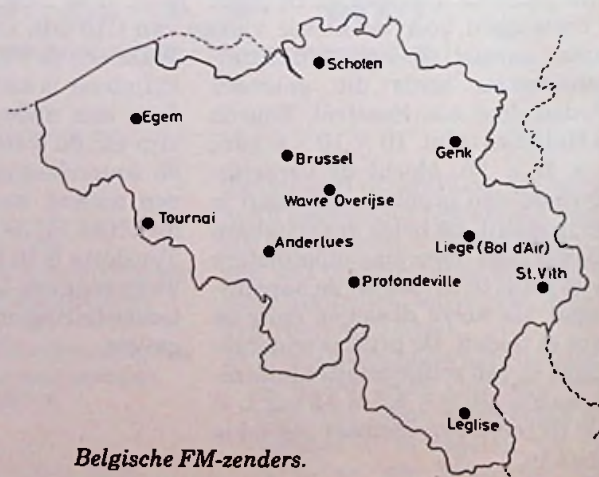 Schoten
Egem
Genk
Brussel
Wavre Overijse
Tournai
Anderlues
Liege (Bol d'Air)
Profondeville
St. Vith
Leglise
Belgische FM-zenders.